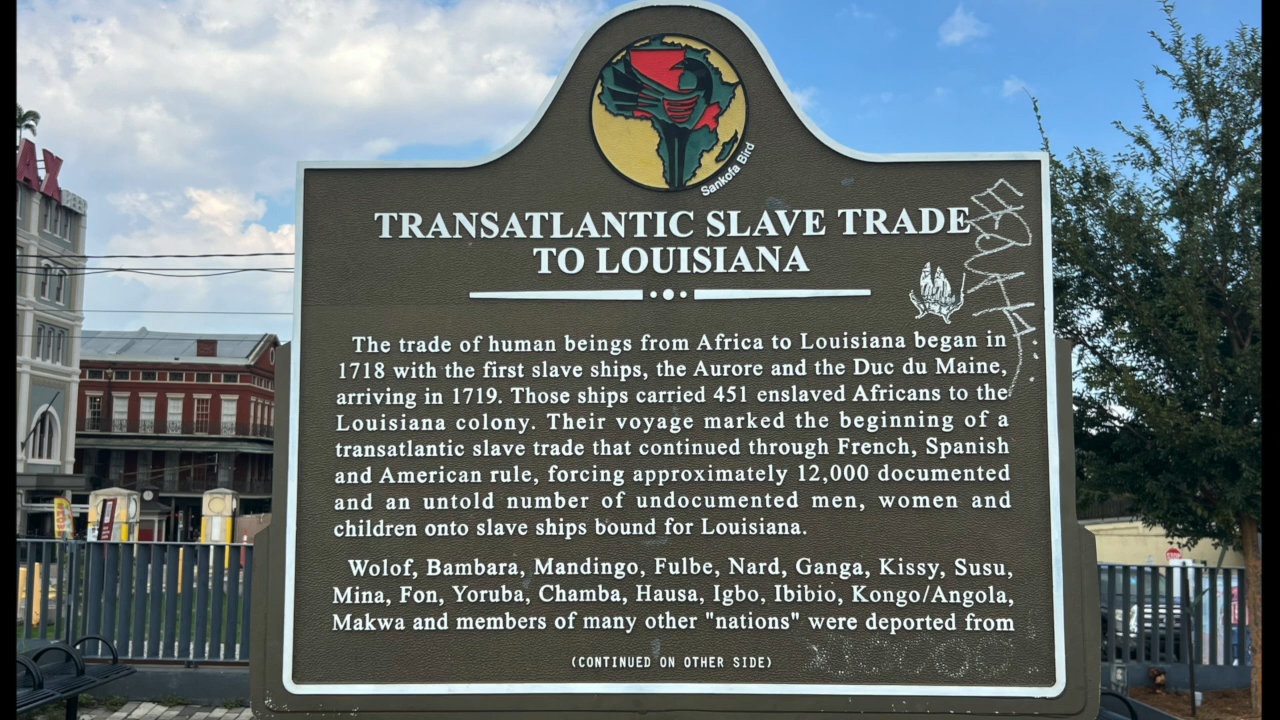 AX
Sankofa Bird
TRANSATLANTIC SLAVE TRADE
TO LOUISIANA
The trade of human beings from Africa to Louisiana began in
1718 with the first slave ships, the Aurore and the Duc du Maine,
arriving in 1719. Those ships carried 451 enslaved Africans to the
Louisiana colony. Their voyage marked the beginning of a
transatlantic slave trade that continued through French, Spanish
and American rule, forcing approximately 12,000 documented
and an untold number of undocumented men, women and
children onto slave ships bound for Louisiana.
Wolof, Bambara, Mandingo, Fulbe, Nard, Ganga, Kissy, Susu,
Mina, Fon, Yoruba, Chamba, Hausa, Igbo, Ibibio, Kongo/Angola,
Makwa and members of many other "nations" were deported from
(CONTINUED ON OTHER SIDE)